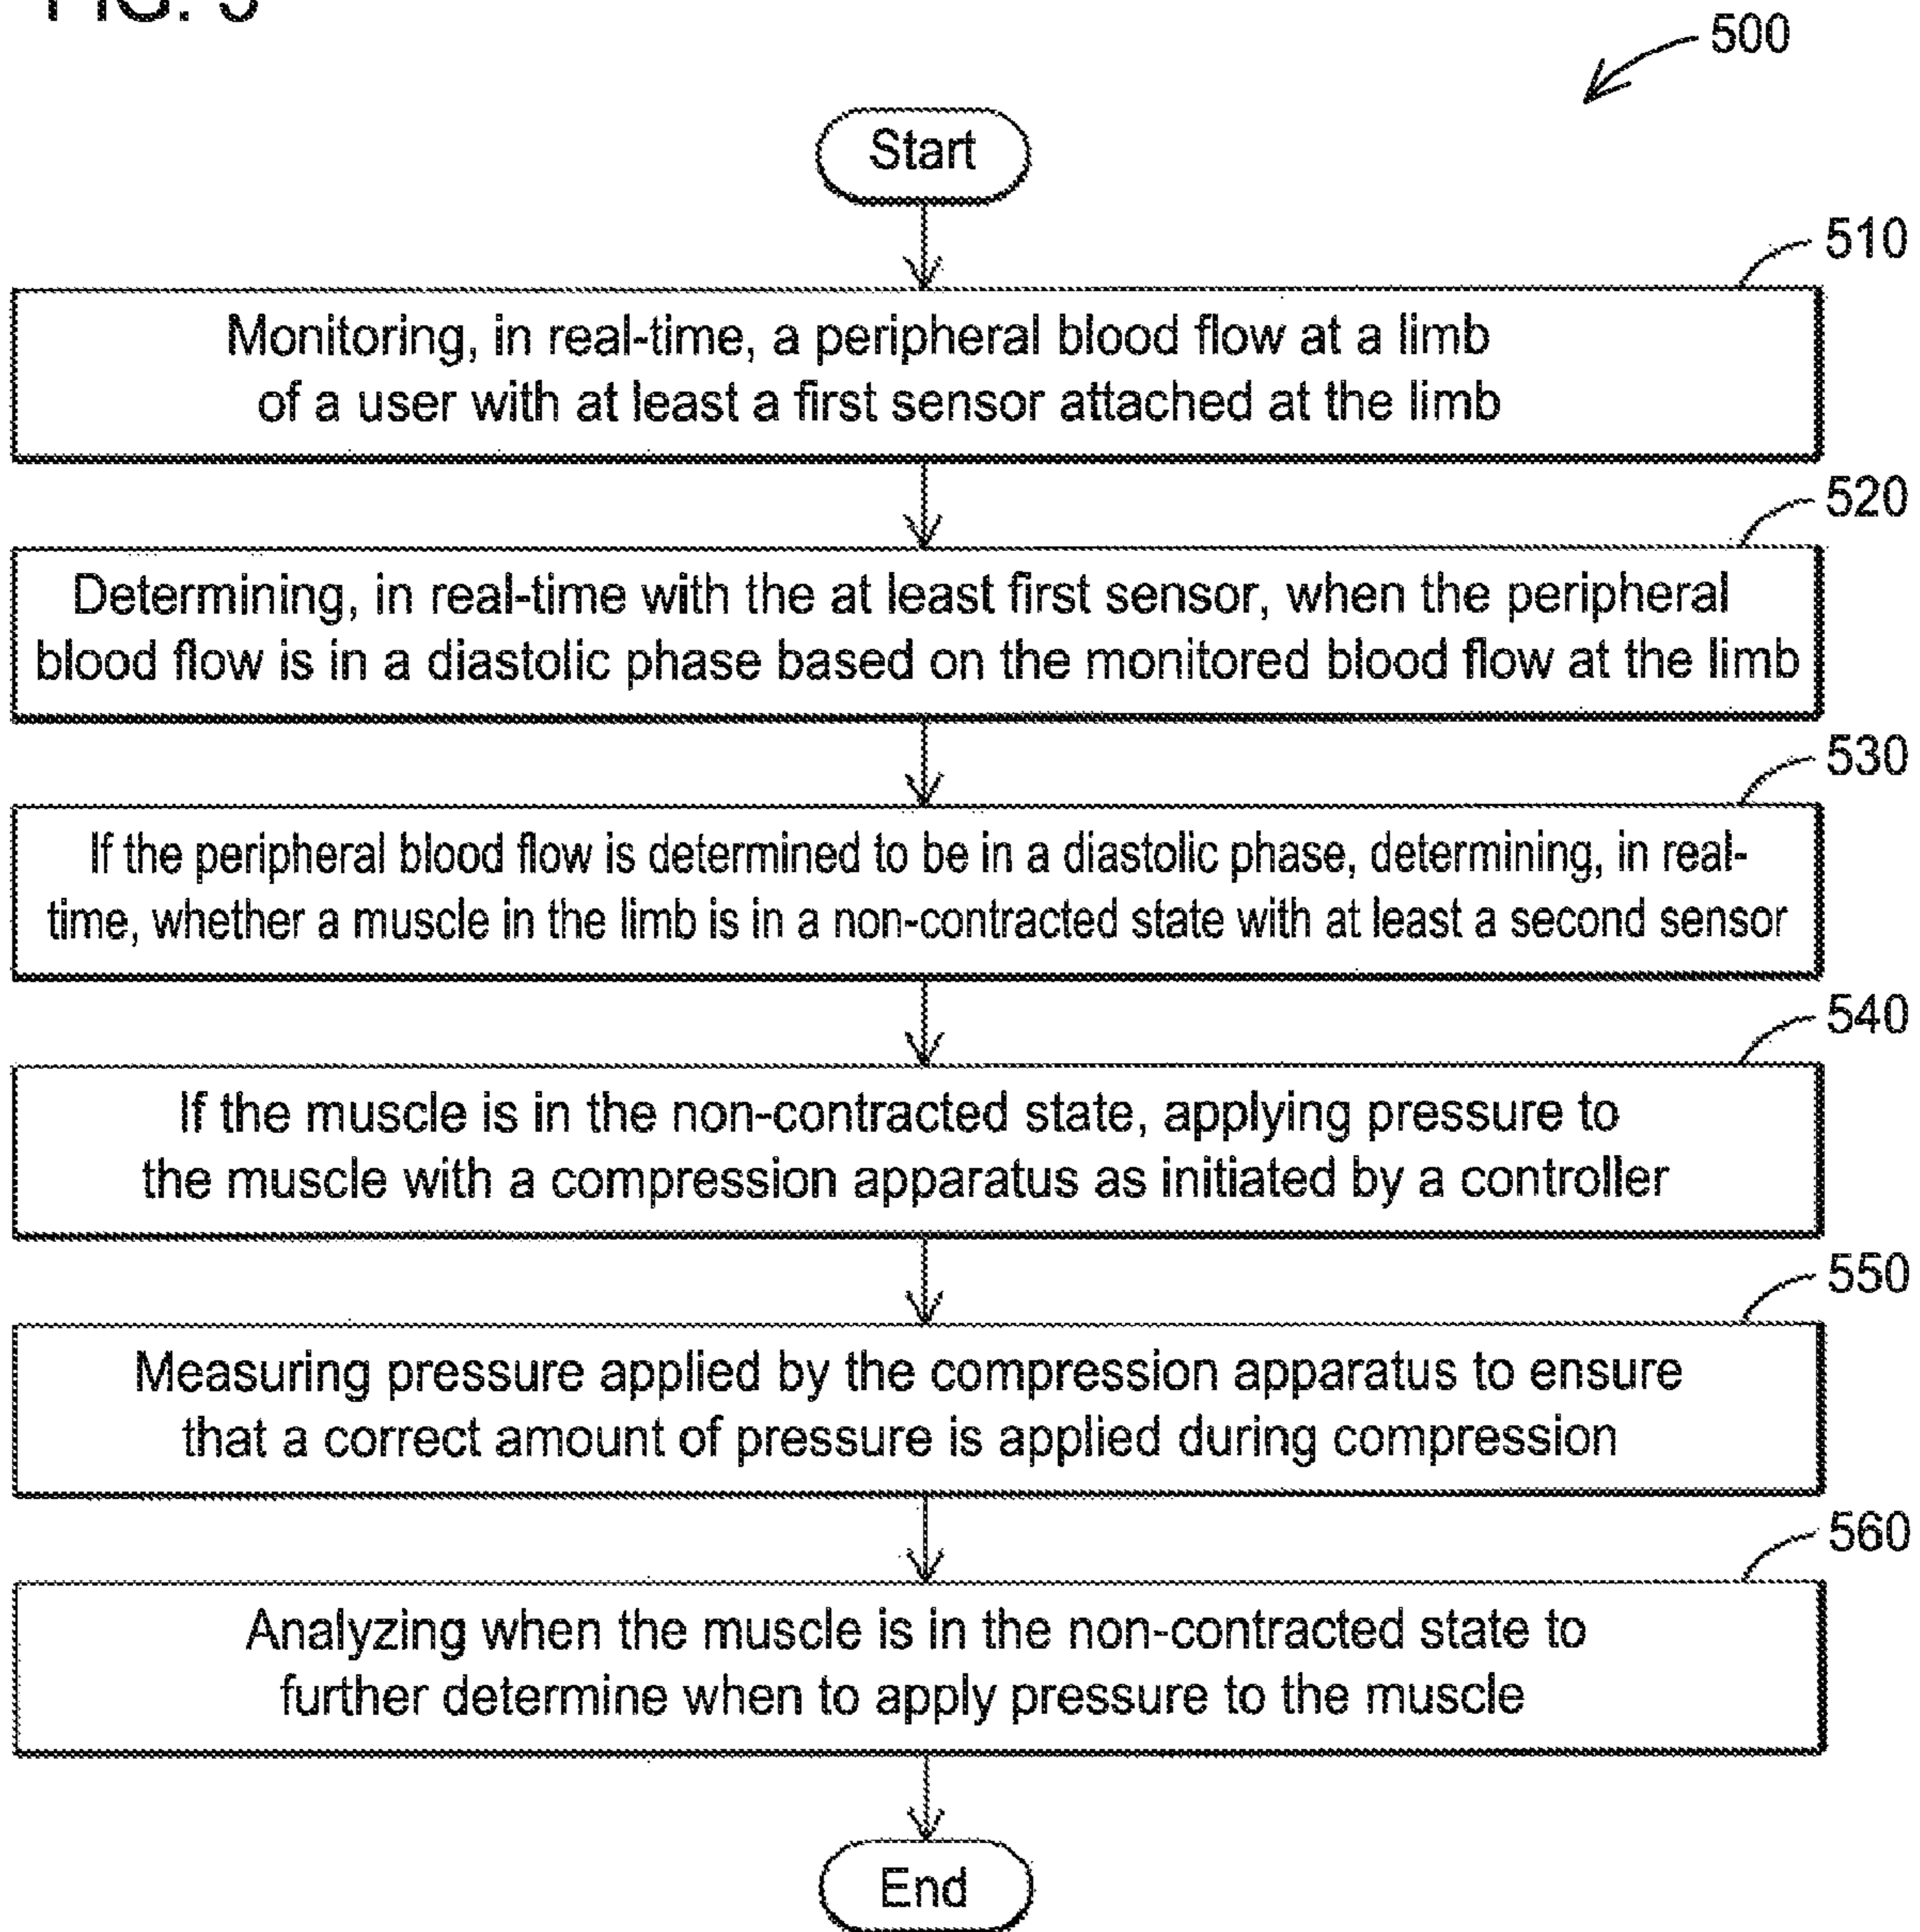 FIG. 5
500
Start
510
Monitoring, in real-time, a peripheral blood flow at a limb
of a user with at least a first sensor attached at the limb
520
Determining, in real-time with the at least first sensor, when the peripheral
blood flow is in a diastolic phase based on the monitored blood flow at the limb
530
If the peripheral blood flow is determined to be in a diastolic phase, determining, in real-
time, whether a muscle in the limb is in a non-contracted state with at least a second sensor
540
If the muscle is in the non-contracted state, applying pressure to
the muscle with a compression apparatus as initiated by a controller
550
Measuring pressure applied by the compression apparatus to ensure
that a correct amount of pressure is applied during compression
560
Analyzing when the muscle is in the non-contracted state to
further determine when to apply pressure to the muscle
End